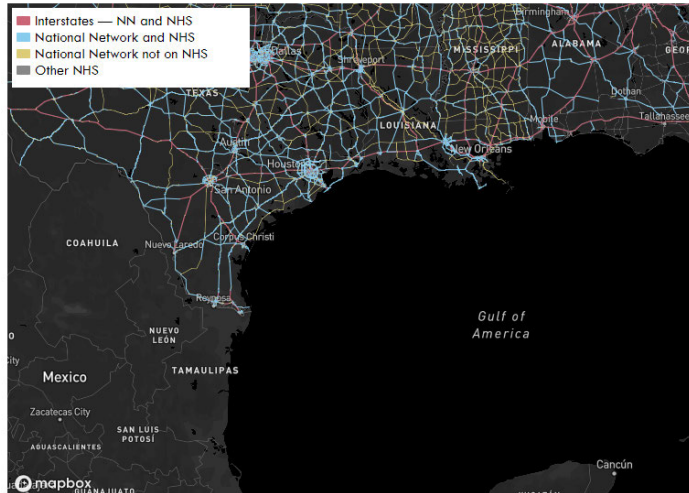 Interstates — NN and NHS
National Network and NHS
National Network not on NHS
Other NHS
Birmingham
Dallas
Shreveport
MISSISSIPPI
ALABAMA
TEXAS
Dothan
LOUISIANA
Mobile
Tallahassee
Austin
New Orleans
Houston
San Antonio
COAHUILA
Nuevo Laredo
Corpus Christi
Reynosa
Gulf of
America
NUEVO
LEÓN
City
Mexico
TAMAULIPAS
Zacatecas City
SAN LUIS
POTOSÍ
AGUASCALIENTES
Cancún
mapbox
GUANAJUATO